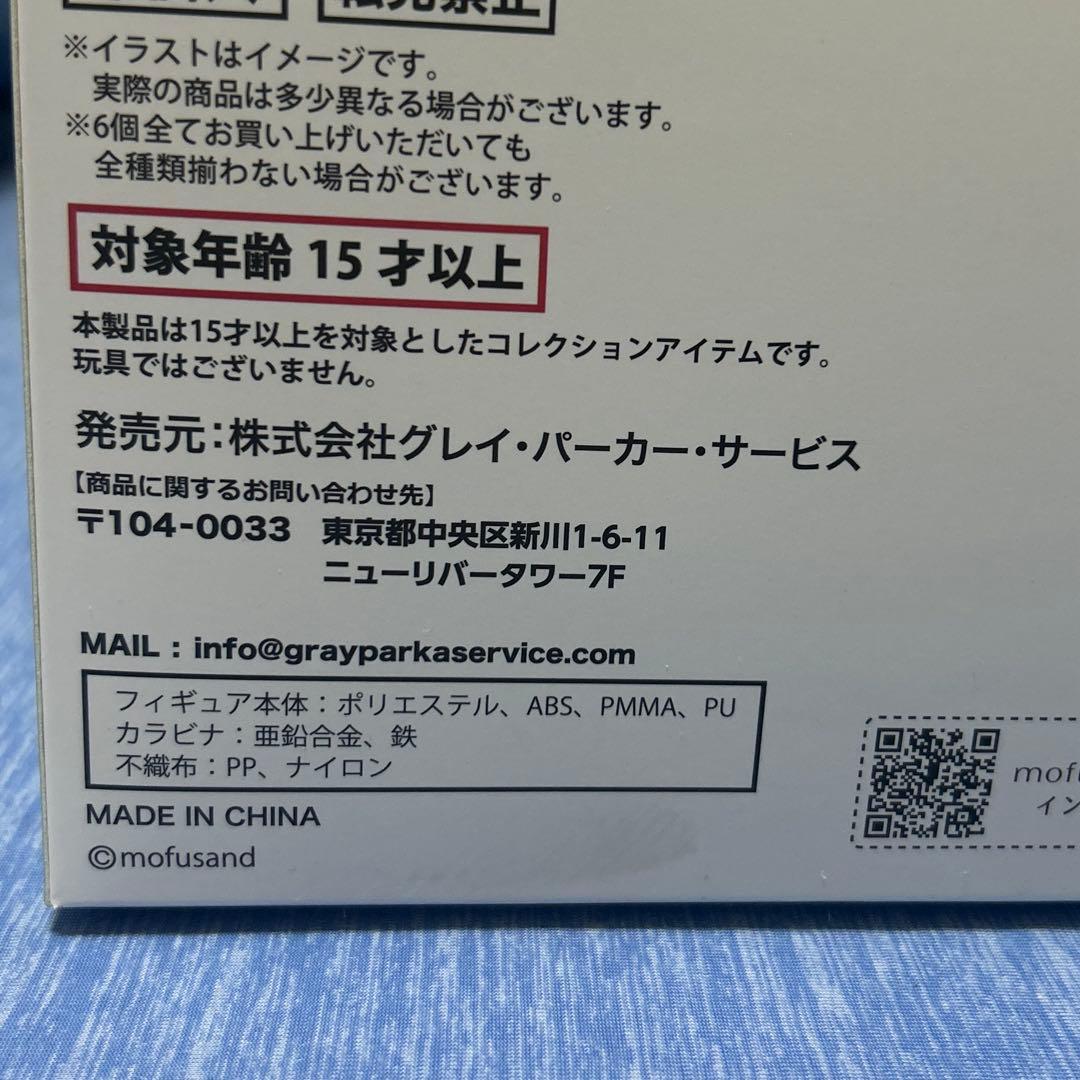 転売禁止
※イラストはイメージです。
実際の商品は多少異なる場合がございます。
※6個全てお買い上げいただいても
全種類揃わない場合がございます。
対象年齢 15 才以上
本製品は15才以上を対象としたコレクションアイテムです。
玩具ではございません。
発売元:株式会社グレイ・パーカー・サービス
【商品に関するお問い合わせ先】
〒104-0033 東京都中央区新川1-6-11
ニューリバータワー7F
MAIL : info@grayparkaservice.com
フィギュア本体:ポリエステル、ABS、PMMA、PU
カラビナ:亜鉛合金、鉄
不織布:PP、ナイロン
MADE IN CHINA
©mofusand
mofu
イン